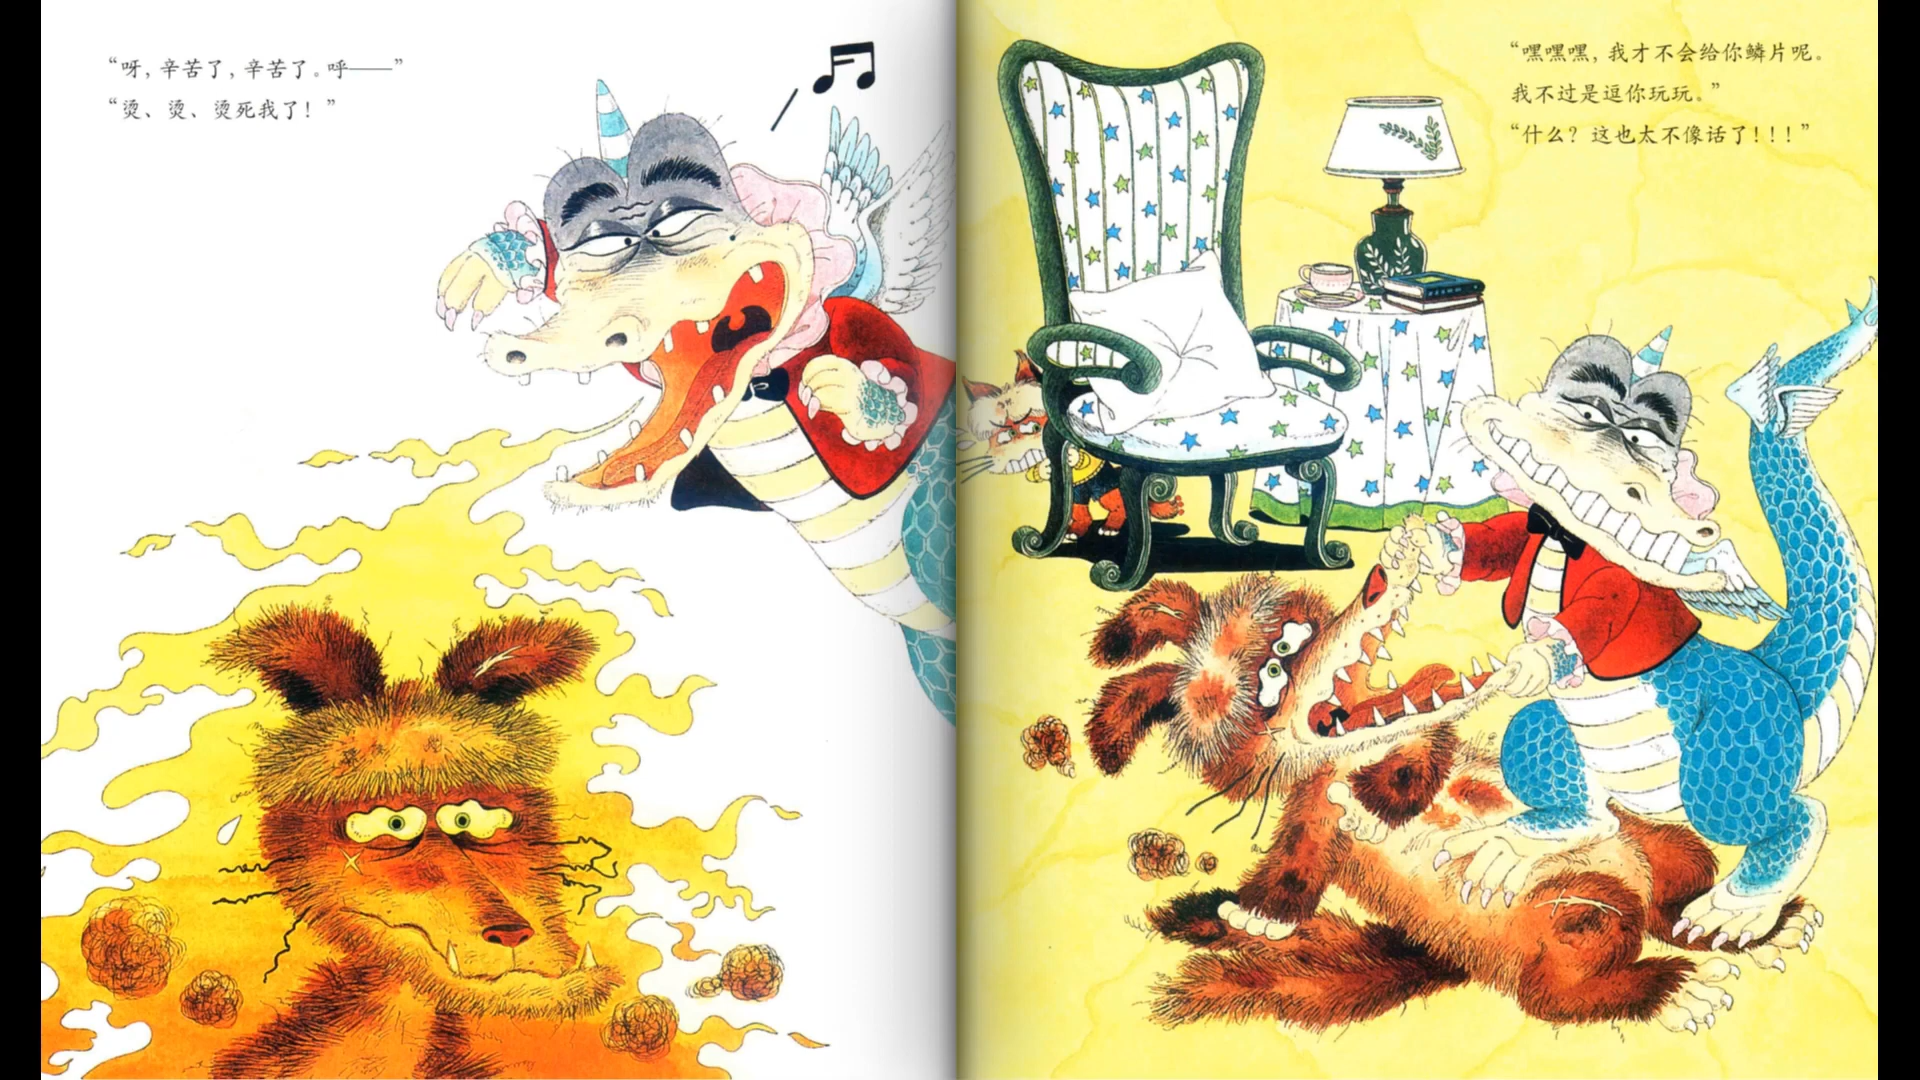 “呀，辛苦了，辛苦了。呼——”
“烫、烫、烫死我了！”
“嘿嘿嘿，我才不会给你鳞片呢。
我不过是逗你玩玩。”
“什么？这也太不像话了！！！”